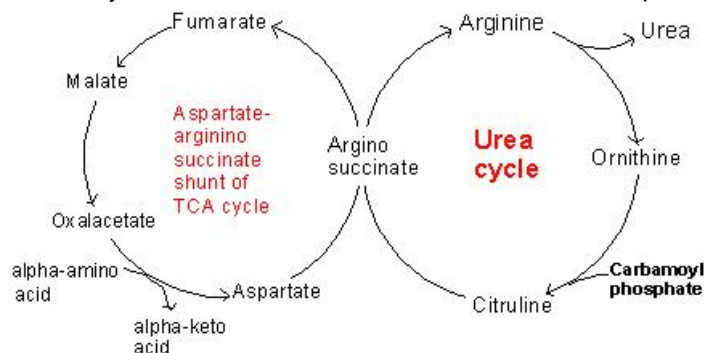 Fumarate
Arginine
Urea
Malate
Aspartate-
arginino
succinate
shunt of
TCA cycle
Argino
succinate
Urea
cycle
Ornithine
Oxalacetate
alpha-amino
acid
Aspartate
Citruline
Carbamoyl
phosphate
alpha-keto
acid